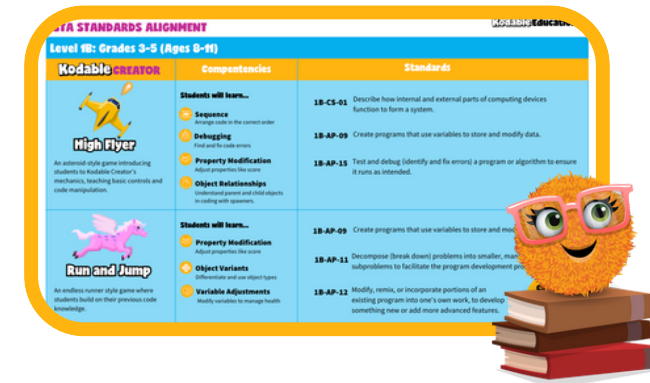 STA STANDARDS ALIGNMENT
Kodable Education
Level 1B: Grades 3-5 (Ages 8-11)
Kodable CREATOR
Compentencies
Standards
High Flyer
An asteroid-style game introducing
students to Kodable Creator's
mechanics, teaching basic controls and
code manipulation.
Students will learn...
Sequence
Arrange code in the correct order
Debugging
Find and fix code errors
Property Modification
Adjust properties like score
Object Relationships
Understand parent and child objects
in coding with spawners.
1B-CS-01 Describe how internal and external parts of computing devices
function to form a system.
1B-AP-09 Create programs that use variables to store and modify data.
1B-AP-15 Test and debug (identify and fix errors) a program or algorithm to ensure
it runs as intended.
Run and Jump
An endless runner style game where
students build on their previous code
knowledge.
Students will learn...
Property Modification
Adjust properties like score
Object Variants
Differentiate and use object types
Variable Adjustments
Modify variables to manage health
1B-AP-09 Create programs that use variables to store and
1B-AP-11 Decompose (break down) problems into smaller,
subproblems to facilitate the program development
1B-AP-12 Modify, remix, or incorporate portions of an
existing program into one's own work, to develop
something new or add more advanced features.